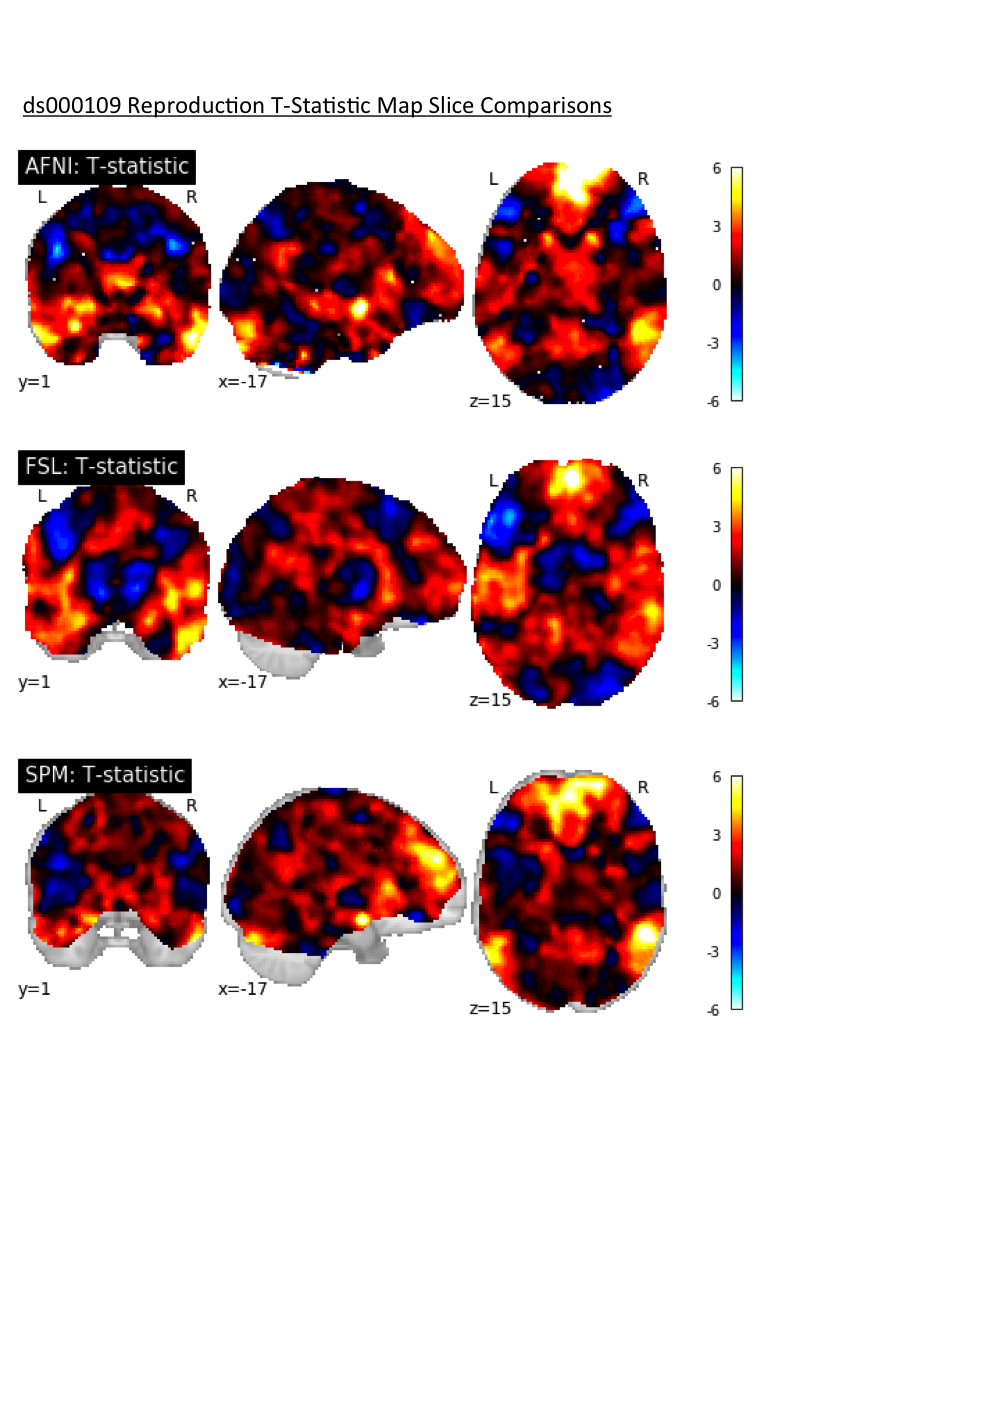 ds000109 Reproduction T-Statistic Map Slice Comparisons
AFNI: T-statistic
L R L R
6
3
0
-3
-6
y=1 x=-17 z=15
FSL: T-statistic
L R L R
6
3
0
-3
-6
y=1 x=-17 z=15
SPM: T-statistic
L R L R
6
3
0
-3
-6
y=1 x=-17 z=15